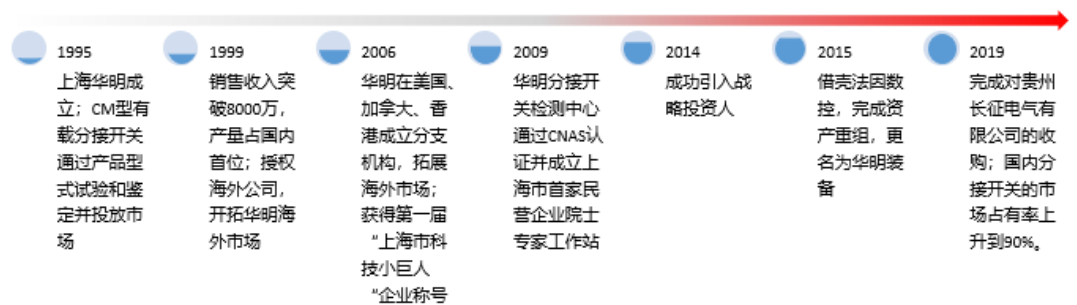 1995
上海华明成
立；CM型有
载分接开关
通过产品型
式试验和鉴
定并投放市
场
1999
销售收入突
破8000万，
产量占国内
首位；授权
海外公司，
开拓华明海
外市场
2006
华明在美国、
加拿大、香
港成立分支
机构，拓展
海外市场；
获得第一届
“上海市科
技小巨人
“企业称号
2009
华明分接开
关检测中心
通过CNAS认
证并成立上
海市首家民
营企业院士
专家工作站
2014
成功引入战
略投资人
2015
借壳法因数
控，完成资
产重组，更
名为华明装
备
2019
完成对贵州
长征电气有
限公司的收
购；国内分
接开关的市
场占有率上
升到90%。